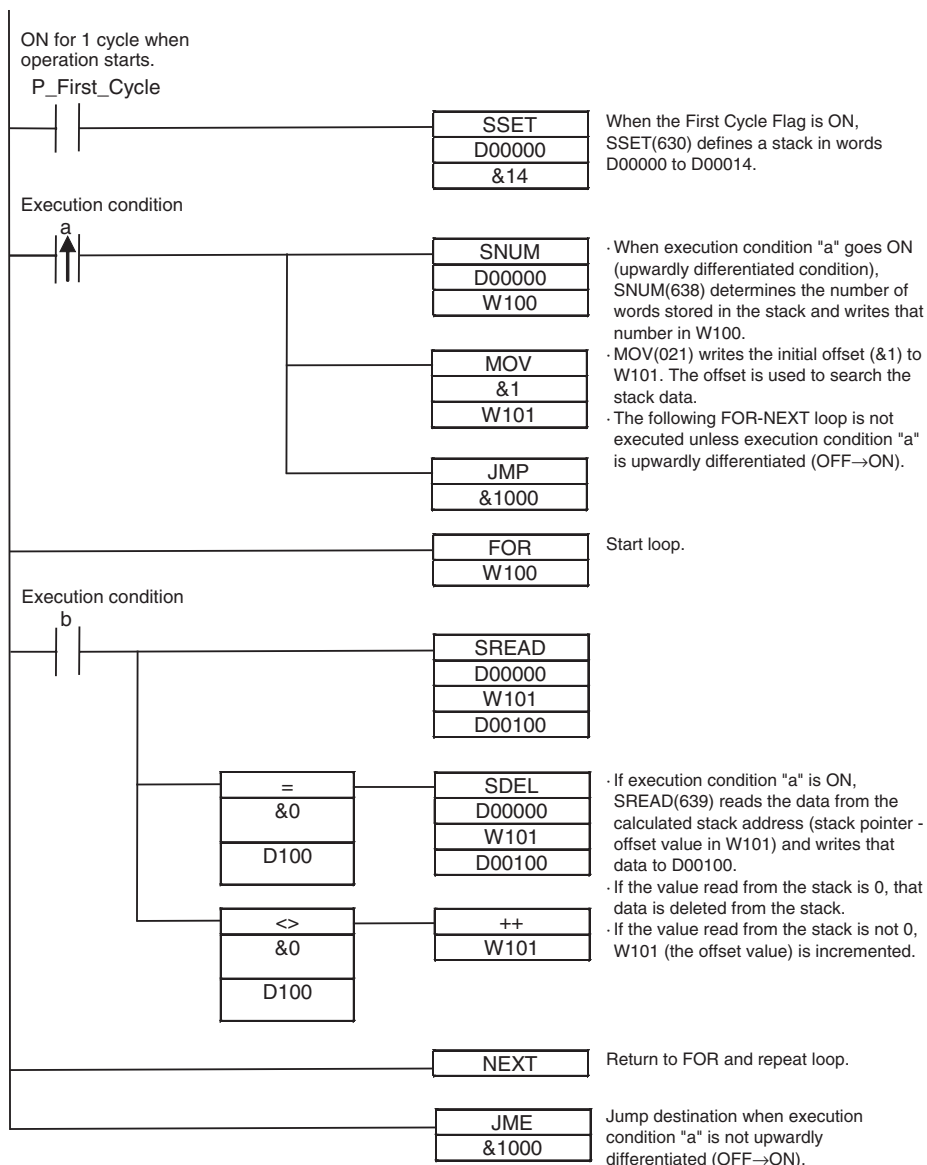 ON for 1 cycle when
operation starts.
P_First_Cycle
SSET
D00000
&14
When the First Cycle Flag is ON,
SSET(630) defines a stack in words
D00000 to D00014.
Execution condition
a
SNUM
D00000
W100
· When execution condition "a" goes ON
(upwardly differentiated condition),
SNUM(638) determines the number of
words stored in the stack and writes that
number in W100.
MOV
&1
W101
· MOV(021) writes the initial offset (&1) to
W101. The offset is used to search the
stack data.
· The following FOR-NEXT loop is not
executed unless execution condition "a"
is upwardly differentiated (OFF→ON).
JMP
&1000
FOR
W100
Start loop.
Execution condition
b
SREAD
D00000
W101
D00100
=
&0
D100
SDEL
D00000
W101
D00100
· If execution condition "a" is ON,
SREAD(639) reads the data from the
calculated stack address (stack pointer -
offset value in W101) and writes that
data to D00100.
· If the value read from the stack is 0, that
data is deleted from the stack.
· If the value read from the stack is not 0,
W101 (the offset value) is incremented.
<>
&0
D100
++
W101
NEXT
Return to FOR and repeat loop.
JME
&1000
Jump destination when execution
condition "a" is not upwardly
differentiated (OFF→ON).